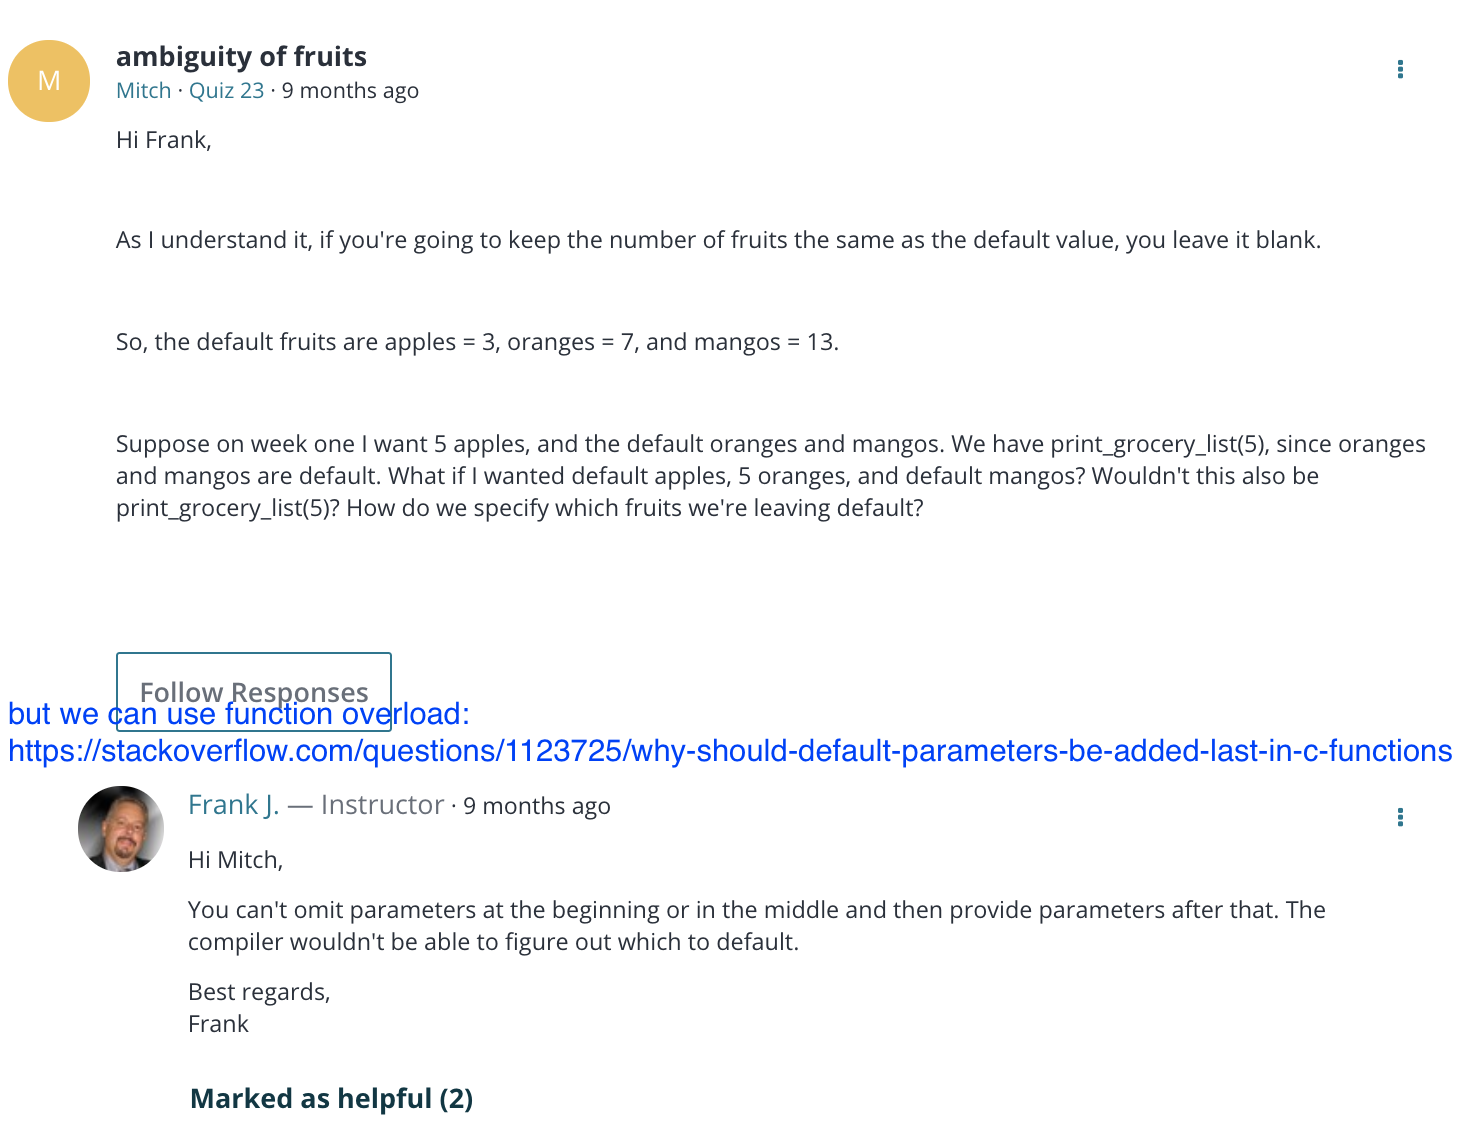 M
ambiguity of fruits
Mitch · Quiz 23 · 9 months ago
Hi Frank,
As I understand it, if you're going to keep the number of fruits the same as the default value, you leave it blank.
So, the default fruits are apples = 3, oranges = 7, and mangos = 13.
Suppose on week one I want 5 apples, and the default oranges and mangos. We have print_grocery_list(5), since oranges
and mangos are default. What if I wanted default apples, 5 oranges, and default mangos? Wouldn't this also be
print_grocery_list(5)? How do we specify which fruits we're leaving default?
Follow Responses
but we can use function overload:
https://stackoverflow.com/questions/1123725/why-should-default-parameters-be-added-last-in-c-functions
Frank J. — Instructor · 9 months ago
Hi Mitch,
You can't omit parameters at the beginning or in the middle and then provide parameters after that. The
compiler wouldn't be able to figure out which to default.
Best regards,
Frank
Marked as helpful (2)